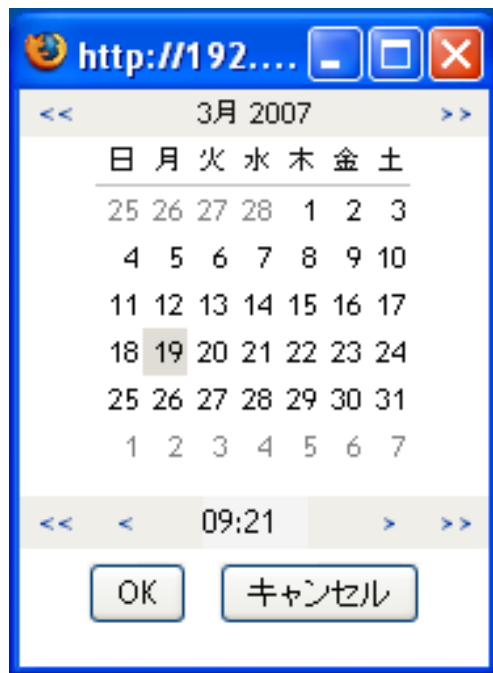 http://192....
<< 3月 2007 >>
日 月 火 水 木 金 土
25 26 27 28 1 2 3
4 5 6 7 8 9 10
11 12 13 14 15 16 17
18 19 20 21 22 23 24
25 26 27 28 29 30 31
1 2 3 4 5 6 7
<< < 09:21 > >>
OK キャンセル